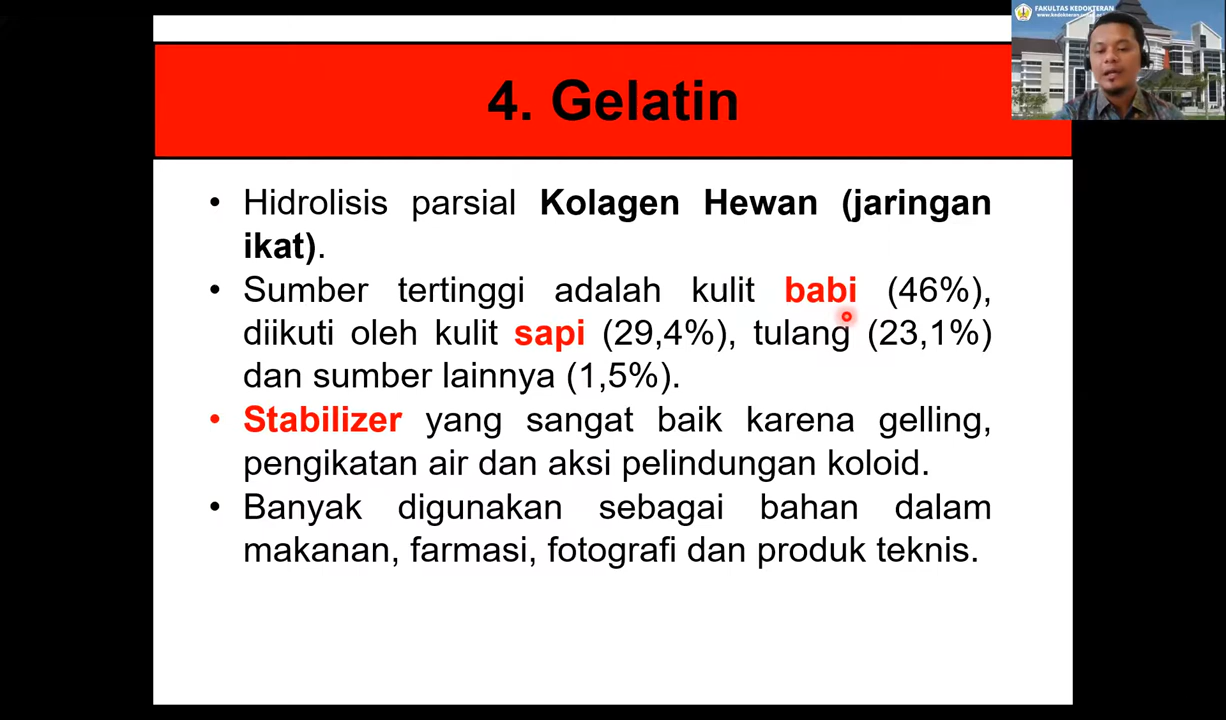 FAKULTAS KEDOKTERAN
4. Gelatin
• Hidrolisis parsial Kolagen Hewan (jaringan
ikat).
• Sumber tertinggi adalah kulit babi (46%),
diikuti oleh kulit sapi (29,4%), tulang (23,1%)
dan sumber lainnya (1,5%).
• Stabilizer yang sangat baik karena gelling,
pengikatan air dan aksi pelindungan koloid.
• Banyak digunakan sebagai bahan dalam
makanan, farmasi, fotografi dan produk teknis.